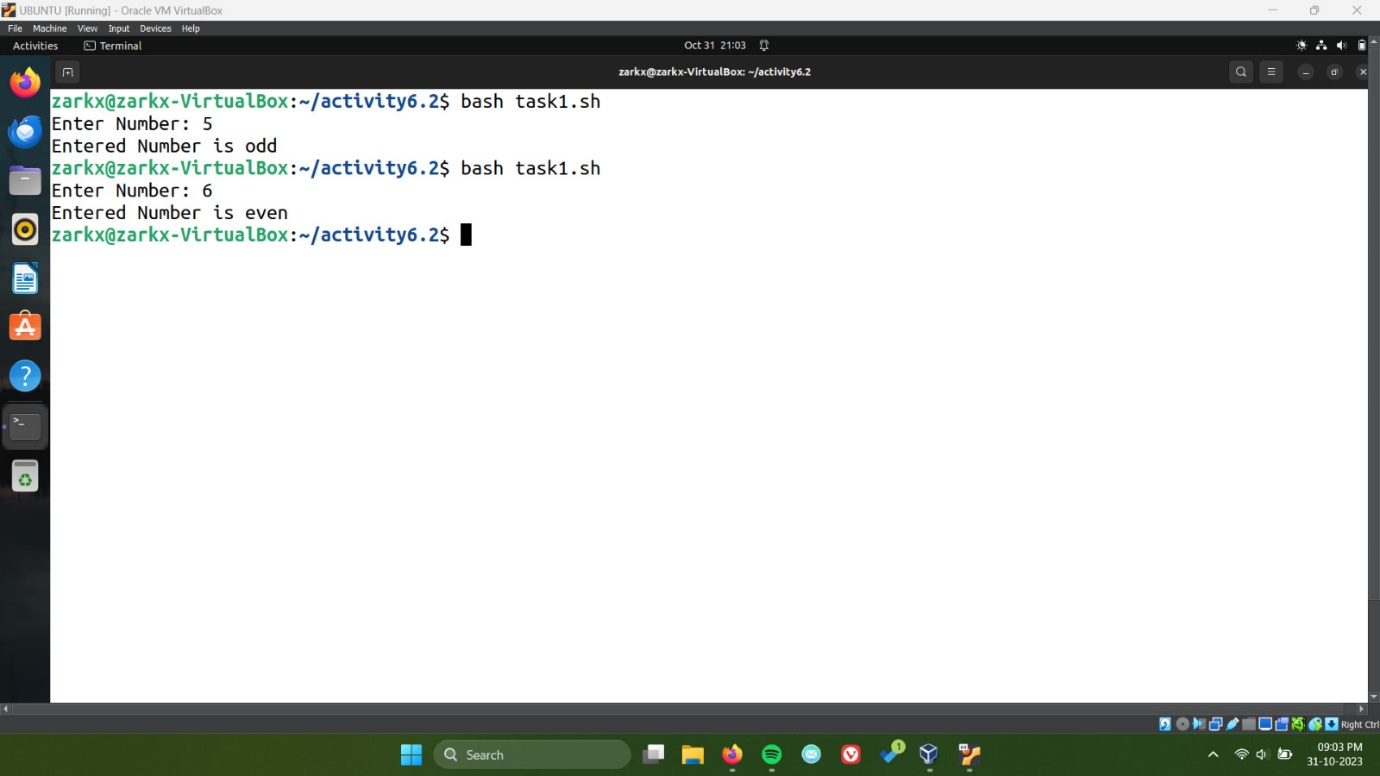 UBUNTU [Running] - Oracle VM VirtualBox
File Machine View Input Devices Help
Activities Terminal Oct 31 21:03
zarkx@zarkx-VirtualBox: ~/activity6.2
zarkx@zarkx-VirtualBox:~/activity6.2$ bash task1.sh
Enter Number: 5
Entered Number is odd
zarkx@zarkx-VirtualBox:~/activity6.2$ bash task1.sh
Enter Number: 6
Entered Number is even
zarkx@zarkx-VirtualBox:~/activity6.2$
Right Ctrl
Search
1
09:03 PM
31-10-2023